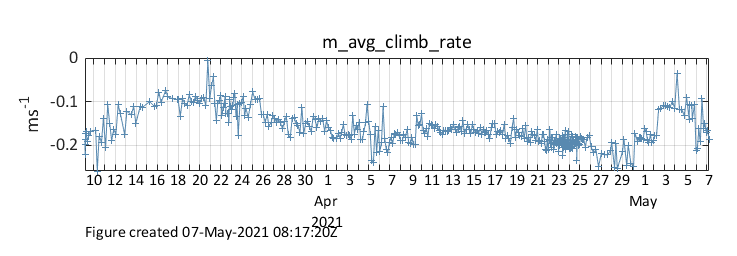 m_avg_climb_rate
0
-0.1
-0.2
ms-1
10 12 14 16 18 20 22 24 26 28 30 1 3 5 7 9 11 13 15 17 19 21 23 25 27 29 1 3 5 7
Apr May
2021
Figure created 07-May-2021 08:17:20Z